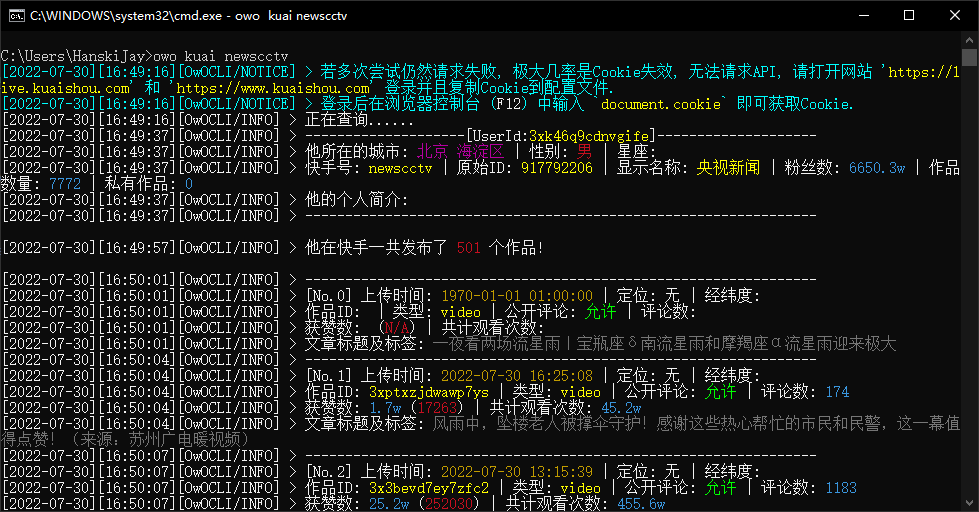 C:\WINDOWS\system32\cmd.exe - owo  kuai newscctv
C:\Users\HanskiJay>owo kuai newscctv
[2022-07-30][16:49:16][OwOCLI/NOTICE] > 若多次尝试仍然请求失败, 极大几率是Cookie失效, 无法请求API, 请打开网站 'https://l
ive.kuaishou.com' 和 'https://www.kuaishou.com' 登录并且复制Cookie到配置文件.
[2022-07-30][16:49:16][OwOCLI/NOTICE] > 登录后在浏览器控制台 (F12) 中输入 `document.cookie` 即可获取Cookie.
[2022-07-30][16:49:16][OwOCLI/INFO] > 正在查询......
[2022-07-30][16:49:37][OwOCLI/INFO] > --------------------[UserId:3xk46q9cdnvgife]--------------------
[2022-07-30][16:49:37][OwOCLI/INFO] > 他所在的城市: 北京 海淀区 | 性别: 男 | 星座:
[2022-07-30][16:49:37][OwOCLI/INFO] > 快手号: newscctv | 原始ID: 917792206 | 显示名称: 央视新闻 | 粉丝数: 6650.3w | 作品
数量: 7772 | 私有作品: 0
[2022-07-30][16:49:37][OwOCLI/INFO] > 他的个人简介:
[2022-07-30][16:49:37][OwOCLI/INFO] > ----------------------------------------------------------------
[2022-07-30][16:49:57][OwOCLI/INFO] > 他在快手一共发布了 501 个作品!
[2022-07-30][16:50:01][OwOCLI/INFO] > ----------------------------------------------------------------
[2022-07-30][16:50:01][OwOCLI/INFO] > [No.0] 上传时间: 1970-01-01 01:00:00 | 定位: 无 | 经纬度:
[2022-07-30][16:50:01][OwOCLI/INFO] > 作品ID:  | 类型: video | 公开评论: 允许 | 评论数:
[2022-07-30][16:50:01][OwOCLI/INFO] > 获赞数:  (N/A) | 共计观看次数:
[2022-07-30][16:50:01][OwOCLI/INFO] > 文章标题及标签: 一夜看两场流星雨丨宝瓶座δ南流星雨和摩羯座α流星雨迎来极大
[2022-07-30][16:50:04][OwOCLI/INFO] > ----------------------------------------------------------------
[2022-07-30][16:50:04][OwOCLI/INFO] > [No.1] 上传时间: 2022-07-30 16:25:08 | 定位: 无 | 经纬度:
[2022-07-30][16:50:04][OwOCLI/INFO] > 作品ID: 3xptxzjdwawp7ys | 类型: video | 公开评论: 允许 | 评论数: 174
[2022-07-30][16:50:04][OwOCLI/INFO] > 获赞数: 1.7w (17263) | 共计观看次数: 45.2w
[2022-07-30][16:50:04][OwOCLI/INFO] > 文章标题及标签: 风雨中，坠楼老人被撑伞守护！感谢这些热心帮忙的市民和民警，这一幕值
得点赞！（来源：苏州广电暖视频）
[2022-07-30][16:50:07][OwOCLI/INFO] > ----------------------------------------------------------------
[2022-07-30][16:50:07][OwOCLI/INFO] > [No.2] 上传时间: 2022-07-30 13:15:39 | 定位: 无 | 经纬度:
[2022-07-30][16:50:07][OwOCLI/INFO] > 作品ID: 3x3bevd7ey7zfc2 | 类型: video | 公开评论: 允许 | 评论数: 1183
[2022-07-30][16:50:07][OwOCLI/INFO] > 获赞数: 25.2w (252030) | 共计观看次数: 455.6w